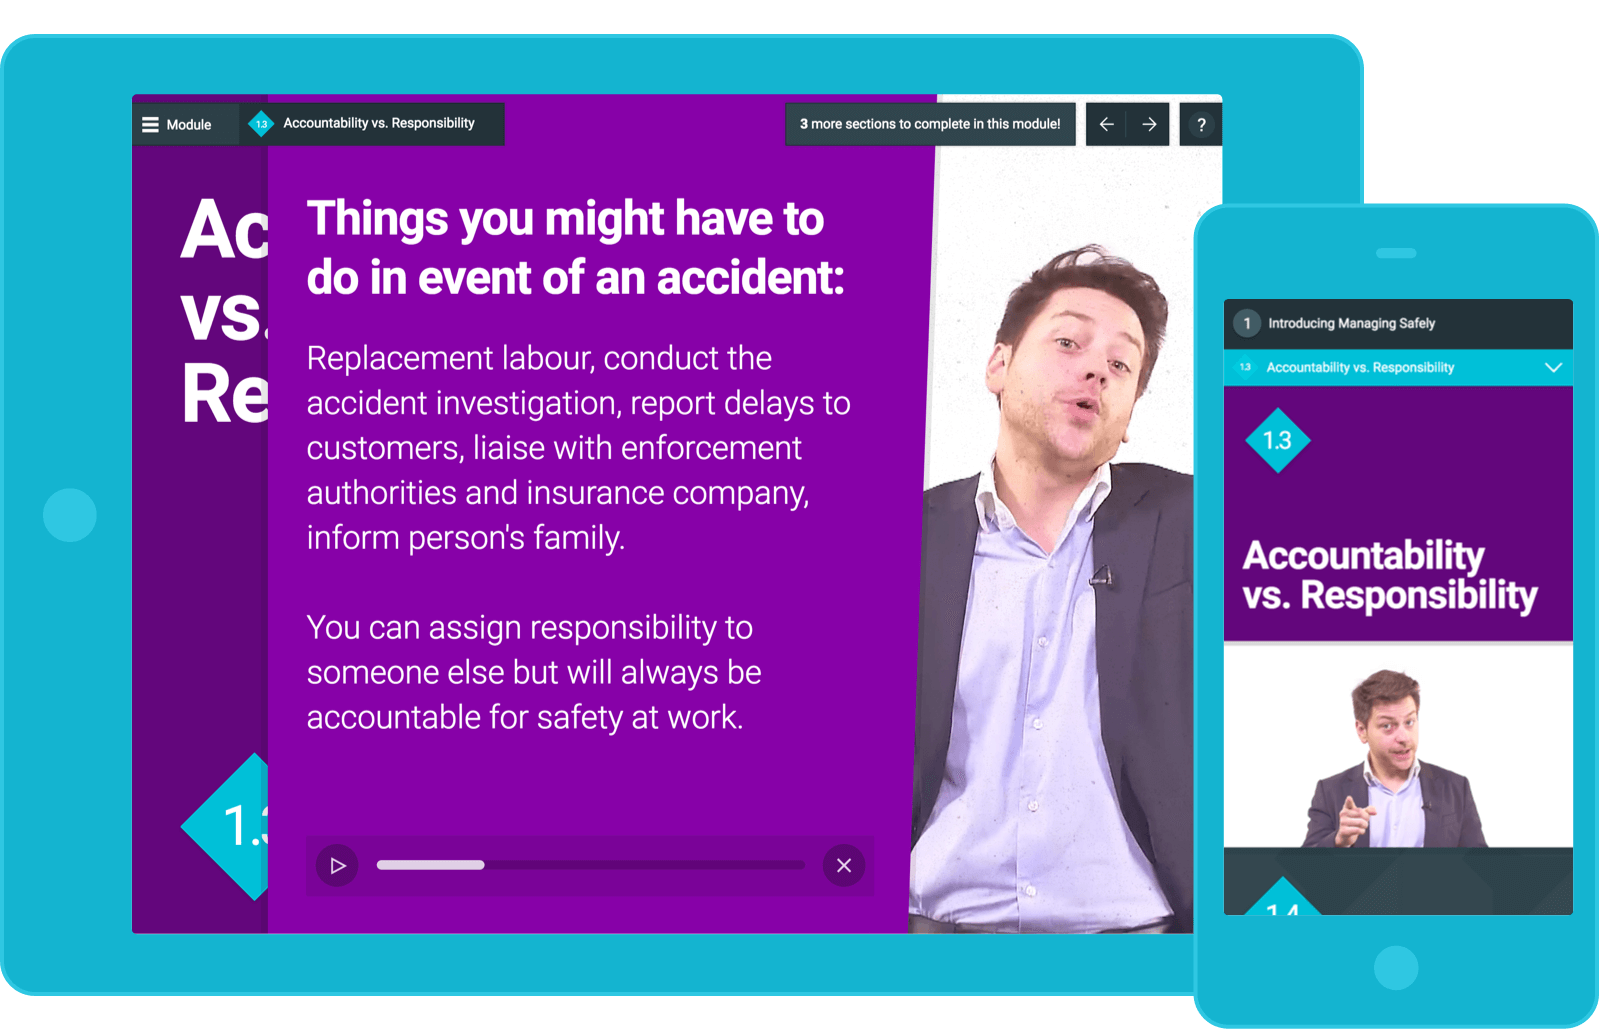 Module
1.3
Accountability vs. Responsibility
3 more sections to complete in this module!
?
Ac
vs.
Re
1.3
Things you might have to
do in event of an accident:
Replacement labour, conduct the
accident investigation, report delays to
customers, liaise with enforcement
authorities and insurance company,
inform person's family.
You can assign responsibility to
someone else but will always be
accountable for safety at work.
1 Introducing Managing Safely
1.3 Accountability vs. Responsibility
1.3
Accountability
vs. Responsibility
1.4